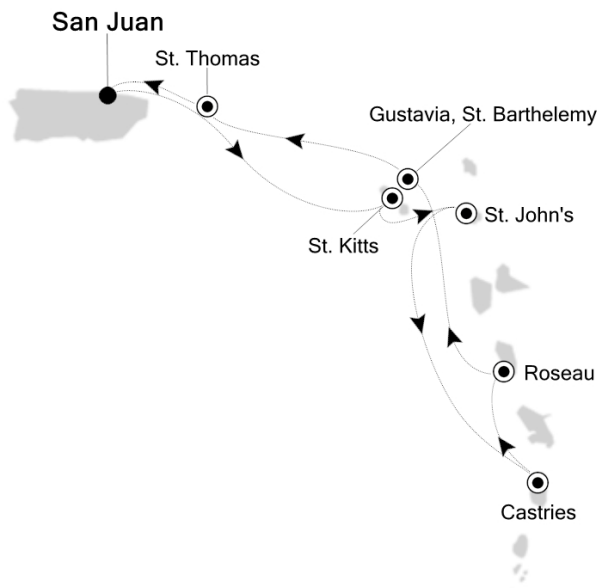 San Juan
St. Thomas
Gustavia, St. Barthelemy
St. John's
St. Kitts
Roseau
Castries